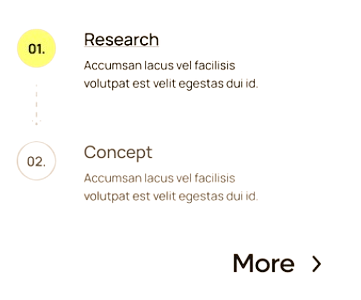 01.
Research
Accumsan lacus vel facilisis
volutpat est velit egestas dui id.
02.
Concept
Accumsan lacus vel facilisis
volutpat est velit egestas dui id.
More